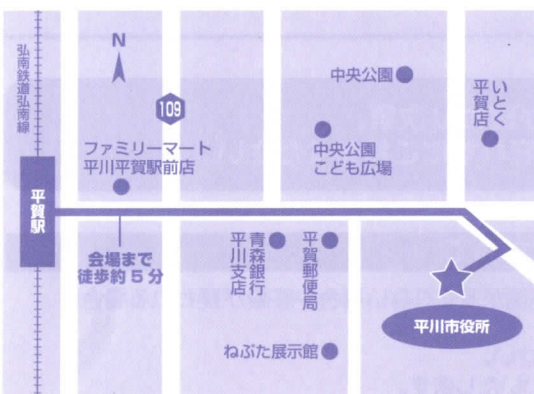 弘南鉄道弘南線
N
109
中央公園
いとく
平賀店
ファミリーマート
平川平賀駅前店
中央公園
こども広場
平賀駅
会場まで
徒歩約5分
青森銀行
平川支店
平賀郵便局
平川市役所
ねぶた展示館